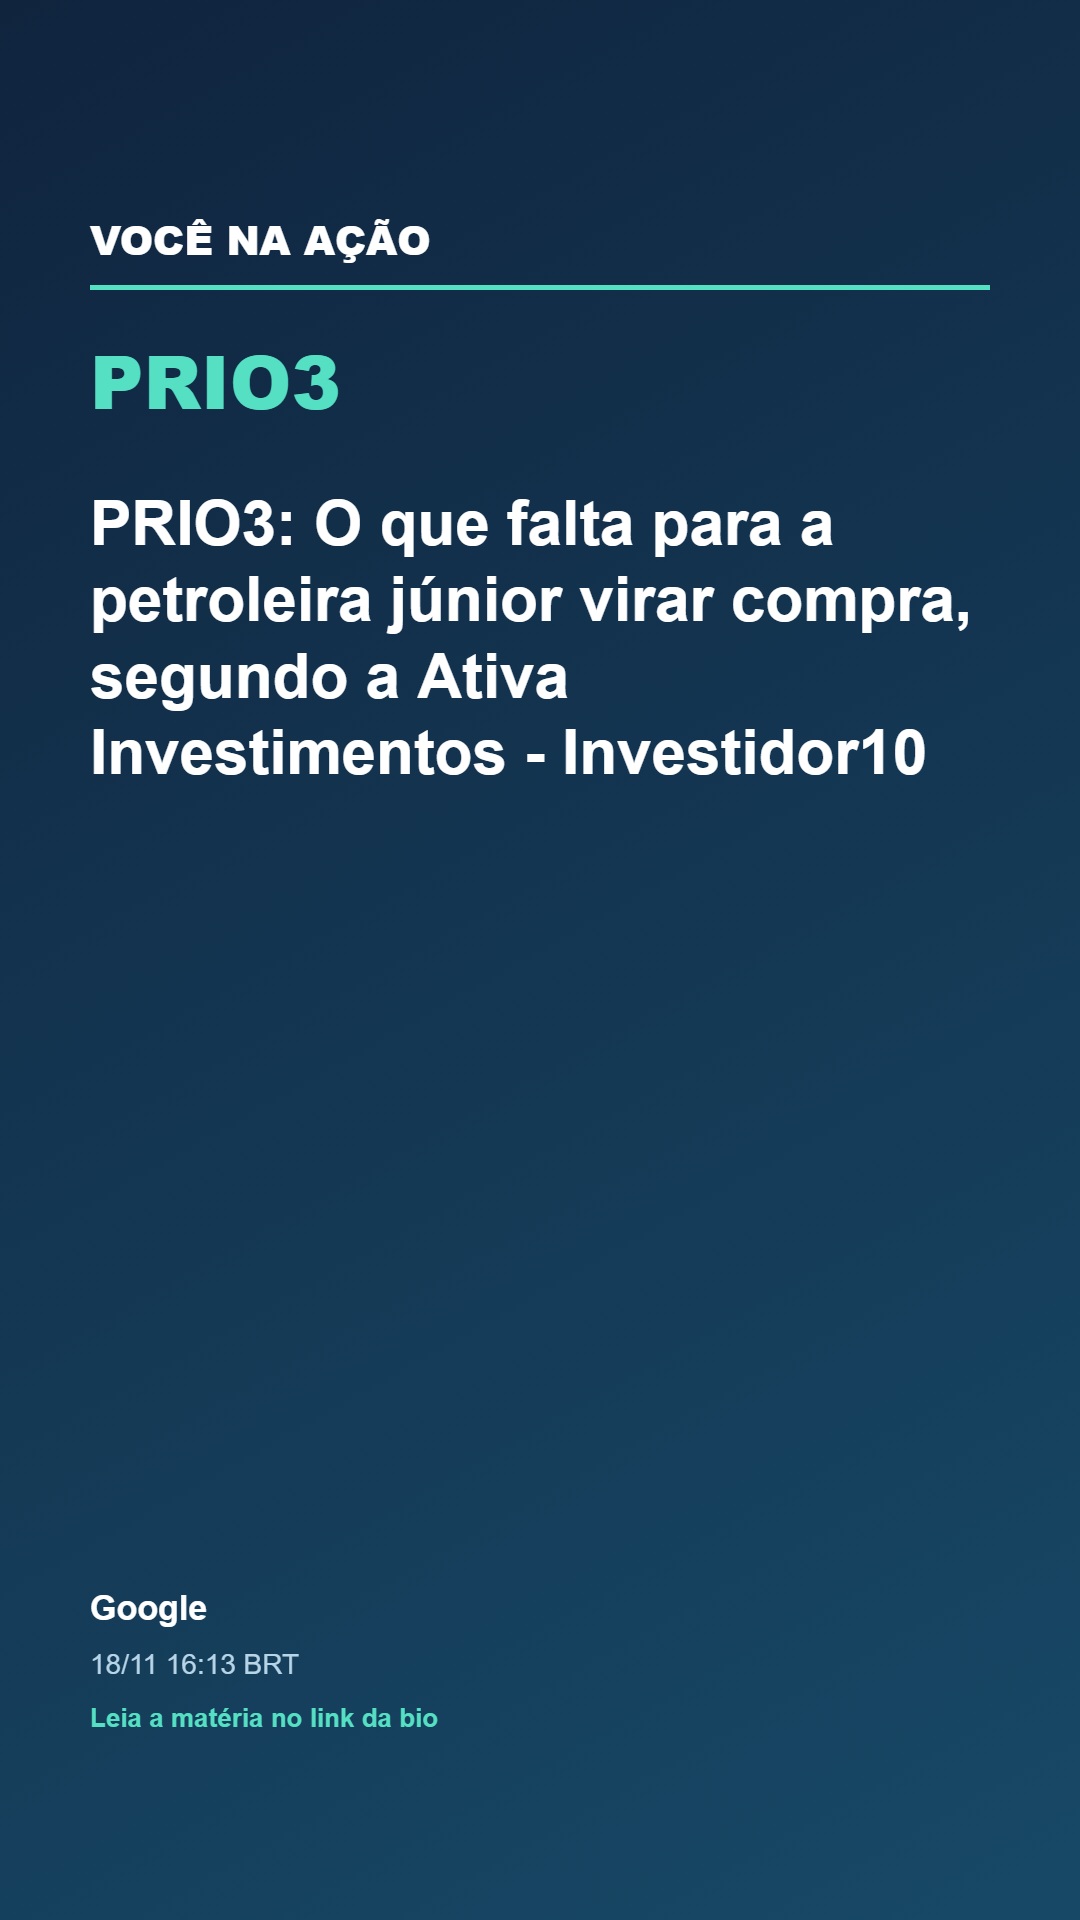 VOCÊ NA AÇÃO
PRIO3
PRIO3: O que falta para a
petroleira júnior virar compra,
segundo a Ativa
Investimentos - Investidor10
Google
18/11 16:13 BRT
Leia a matéria no link da bio